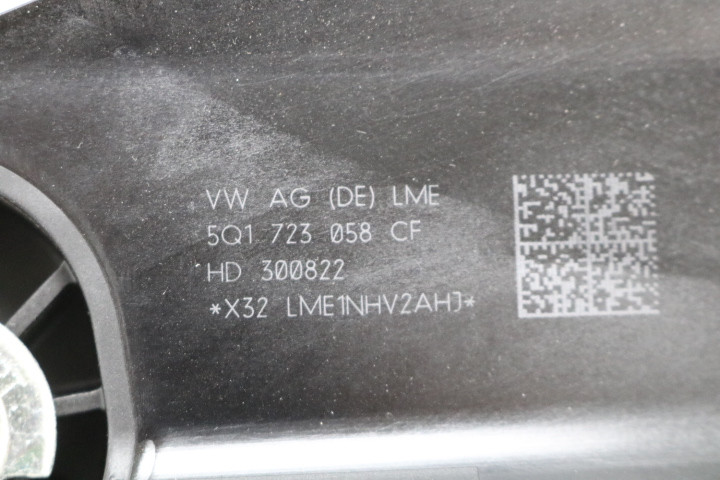 VW AG (DE) LME
5Q1 723 058 CF
HD 300822
*X32 LME1NHV2AHJ*